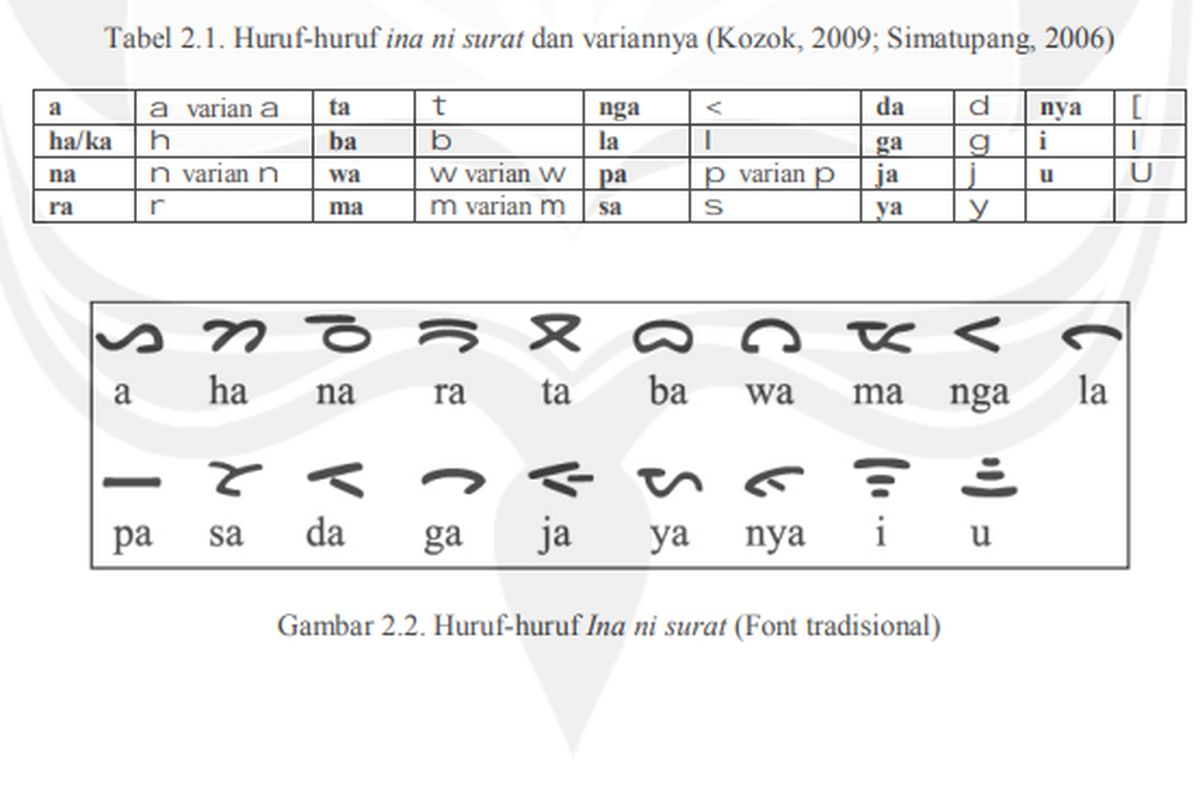 Tabel 2.1. Huruf-huruf ina ni surat dan variannya (Kozok, 2009; Simatupang, 2006)
a a varian a ta t nga < da d nya [
ha/ka h ba b la l ga g i I
na n varian n wa w varian w pa p varian p ja j u U
ra r ma m varian m sa s ya y
ᯀ ᯂ ᯉ ᯒ ᯗ ᯅ ᯋ ᯔ ᯝ ᯞ
a ha na ra ta ba wa ma nga la
ᯇ ᯘ ᯑ ᯎ ᯐ ᯛ ᯠ ᯤ ᯥ
pa sa da ga ja ya nya i u
Gambar 2.2. Huruf-huruf Ina ni surat (Font tradisional)